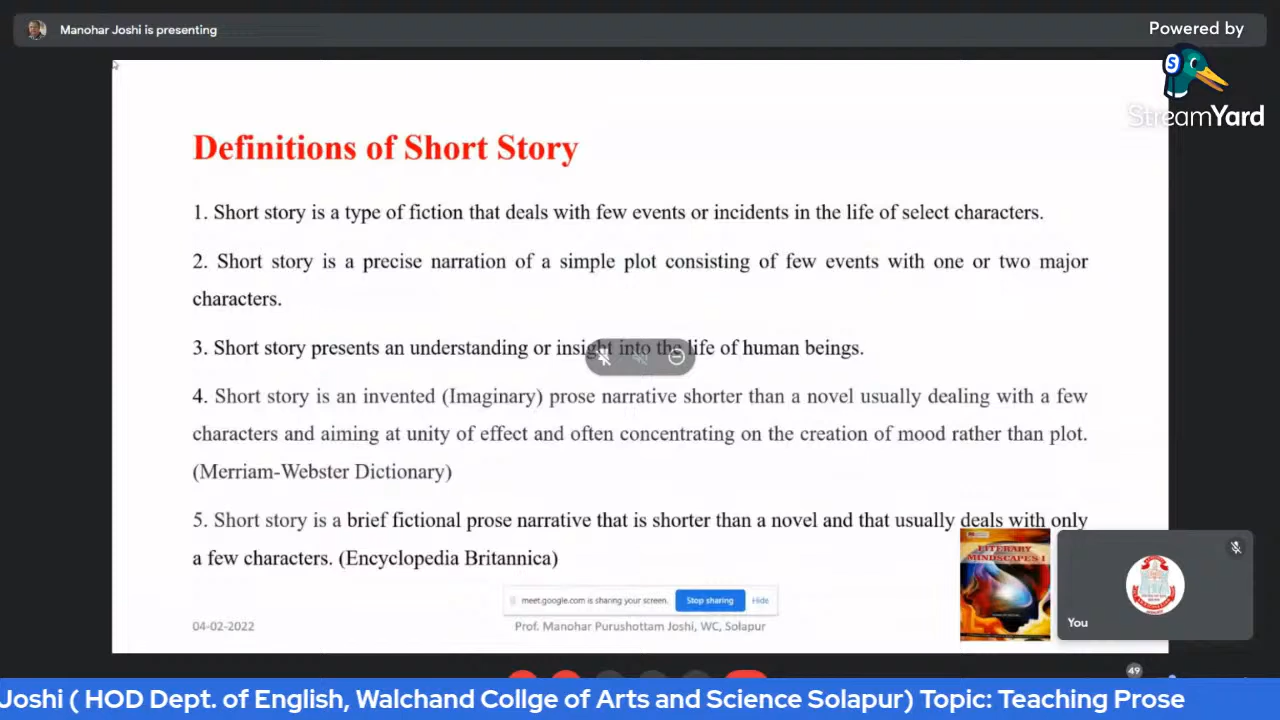 Manohar Joshi is presenting
Powered by
S
StreamYard
Definitions of Short Story
1. Short story is a type of fiction that deals with few events or incidents in the life of select characters.
2. Short story is a precise narration of a simple plot consisting of few events with one or two major
characters.
3. Short story presents an understanding or insight into the life of human beings.
4. Short story is an invented (Imaginary) prose narrative shorter than a novel usually dealing with a few
characters and aiming at unity of effect and often concentrating on the creation of mood rather than plot.
(Merriam-Webster Dictionary)
5. Short story is a brief fictional prose narrative that is shorter than a novel and that usually deals with only
a few characters. (Encyclopedia Britannica)
LITERARY
MINDSCAPES I
You
meet.google.com is sharing your screen.
Stop sharing
Hide
04-02-2022
Prof. Manohar Purushottam Joshi, WC, Solapur
49
Joshi ( HOD Dept. of English, Walchand Collge of Arts and Science Solapur) Topic: Teaching Prose